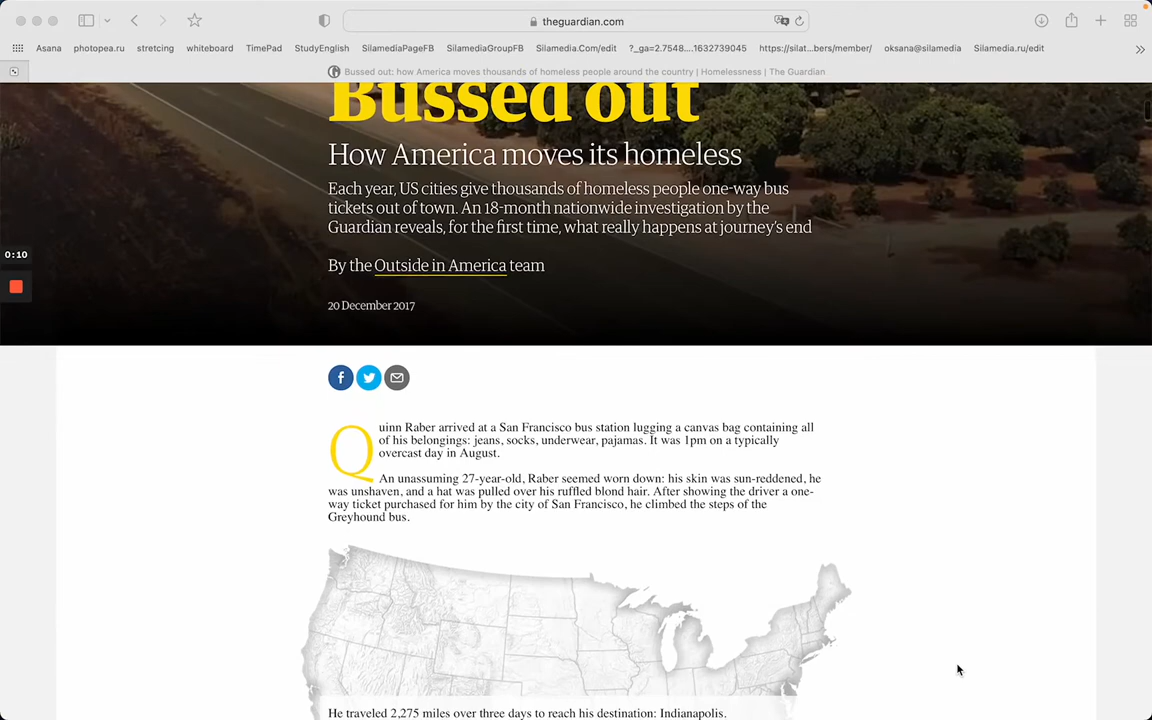 theguardian.com
Asana photopea.ru stretcing whiteboard TimePad StudyEnglish SilamediaPageFB SilamediaGroupFB Silamedia.Com/edit ?_ga=2.7548....1632739045 https://silat...bers/member/ oksana@silamedia Silamedia.ru/edit
Bussed out: how America moves thousands of homeless people around the country | Homelessness | The Guardian
Bussed out
How America moves its homeless
Each year, US cities give thousands of homeless people one-way bus
tickets out of town. An 18-month nationwide investigation by the
Guardian reveals, for the first time, what really happens at journey's end
0:10
By the Outside in America team
20 December 2017
Quinn Raber arrived at a San Francisco bus station lugging a canvas bag containing all
of his belongings: jeans, socks, underwear, pajamas. It was 1pm on a typically
overcast day in August.
An unassuming 27-year-old, Raber seemed worn down: his skin was sun-reddened, he
was unshaven, and a hat was pulled over his ruffled blond hair. After showing the driver a one-
way ticket purchased for him by the city of San Francisco, he climbed the steps of the
Greyhound bus.
He traveled 2,275 miles over three days to reach his destination: Indianapolis.